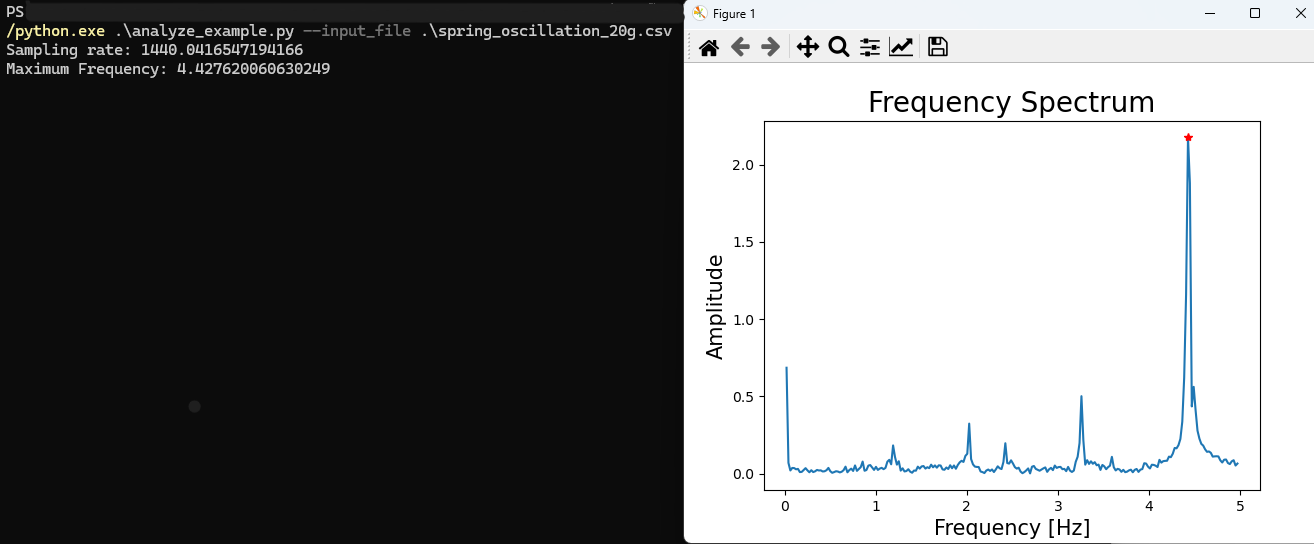 PS
/python.exe .\analyze_example.py --input_file .\spring_oscillation_20g.csv
Sampling rate: 1440.0416547194166
Maximum Frequency: 4.427620060630249
Figure 1
Frequency Spectrum
Amplitude
2.0
1.5
1.0
0.5
0.0
0 1 2 3 4 5
Frequency [Hz]